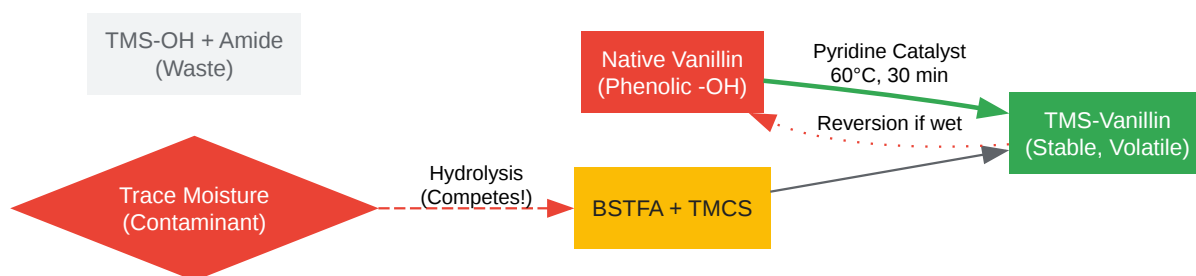 TMS-OH + Amide
(Waste)
Native Vanillin
(Phenolic -OH)
Pyridine Catalyst
60°C, 30 min
Reversion if wet
TMS-Vanillin
(Stable, Volatile)
Trace Moisture
(Contaminant)
Hydrolysis
(Competes!)
BSTFA + TMCS